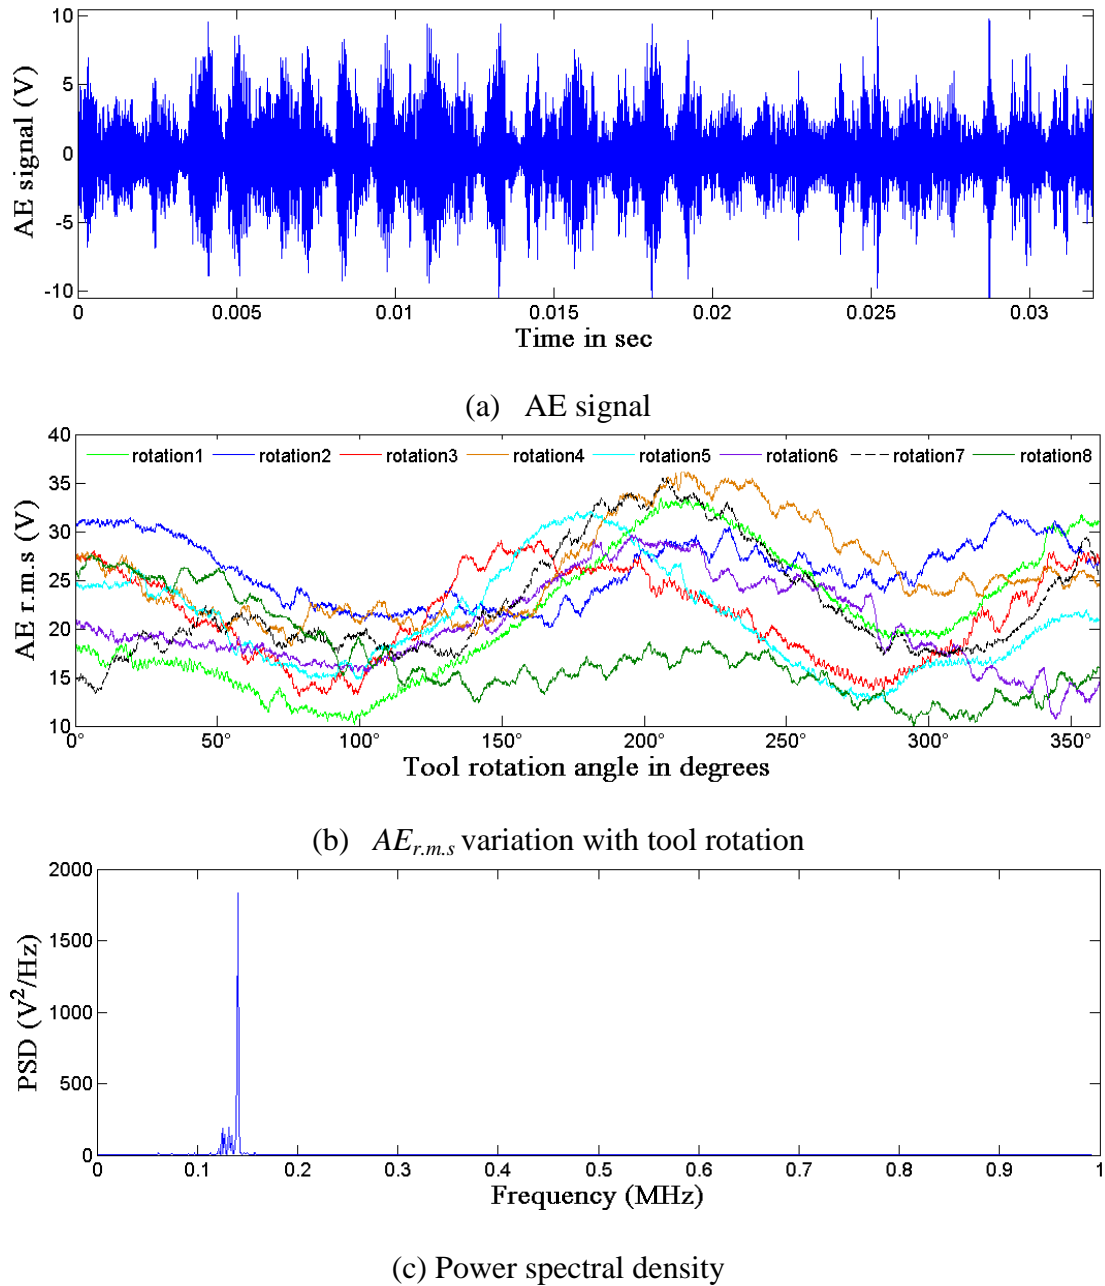 10
5
0
-5
-10
AE signal (V)
0 0.005 0.01 0.015 0.02 0.025 0.03
Time in sec
(a) AE signal
40
35
30
25
20
15
10
AE r.m.s (V)
rotation1 rotation2 rotation3 rotation4 rotation5 rotation6 rotation7 rotation8
0° 50° 100° 150° 200° 250° 300° 350°
Tool rotation angle in degrees
(b) AE r.m.s variation with tool rotation
2000
1500
1000
500
0
PSD (V²/Hz)
0 0.1 0.2 0.3 0.4 0.5 0.6 0.7 0.8 0.9 1
Frequency (MHz)
(c) Power spectral density